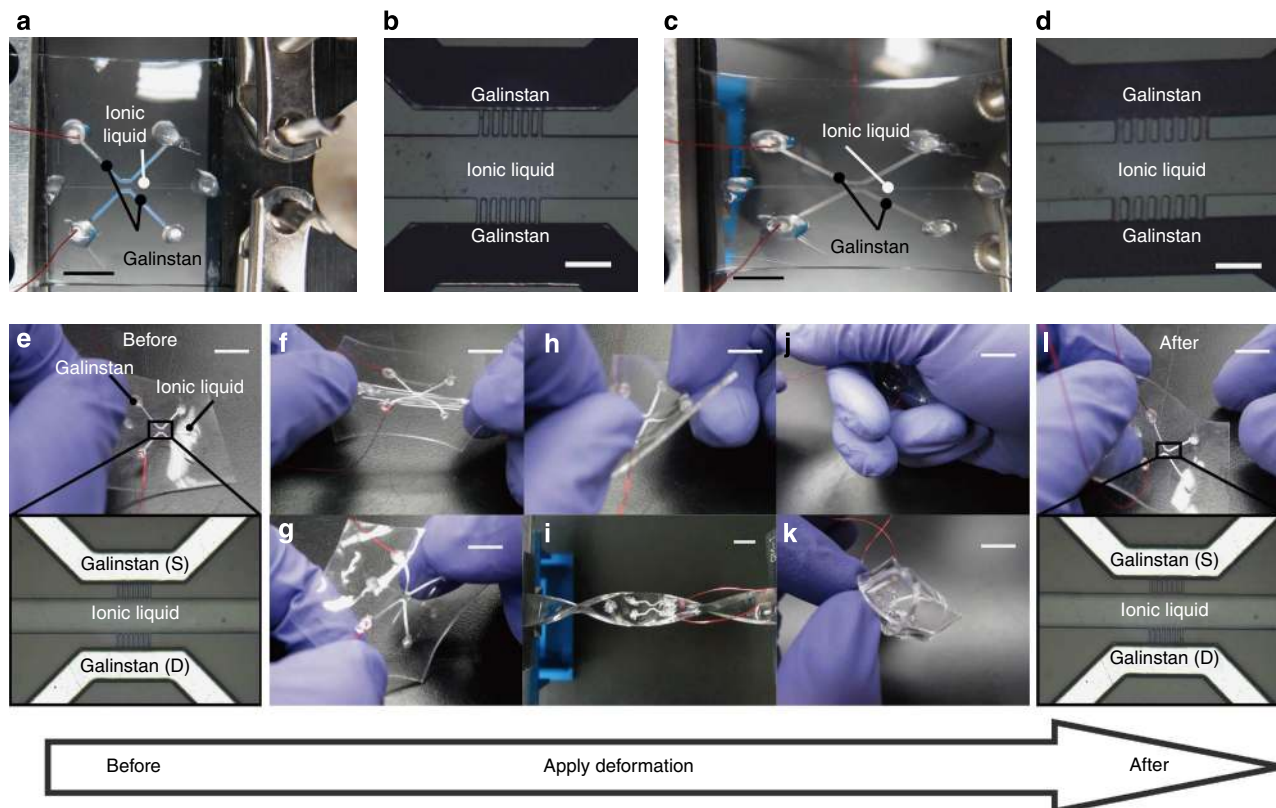 a
Ionic
liquid
Galinstan
b
Galinstan
Ionic liquid
Galinstan
c
Ionic liquid
Galinstan
d
Galinstan
Ionic liquid
Galinstan
e
Before
Galinstan
Ionic liquid
Galinstan (S)
Ionic liquid
Galinstan (D)
f
g
h
i
j
k
l
After
Galinstan (S)
Ionic liquid
Galinstan (D)
Before
Apply deformation
After